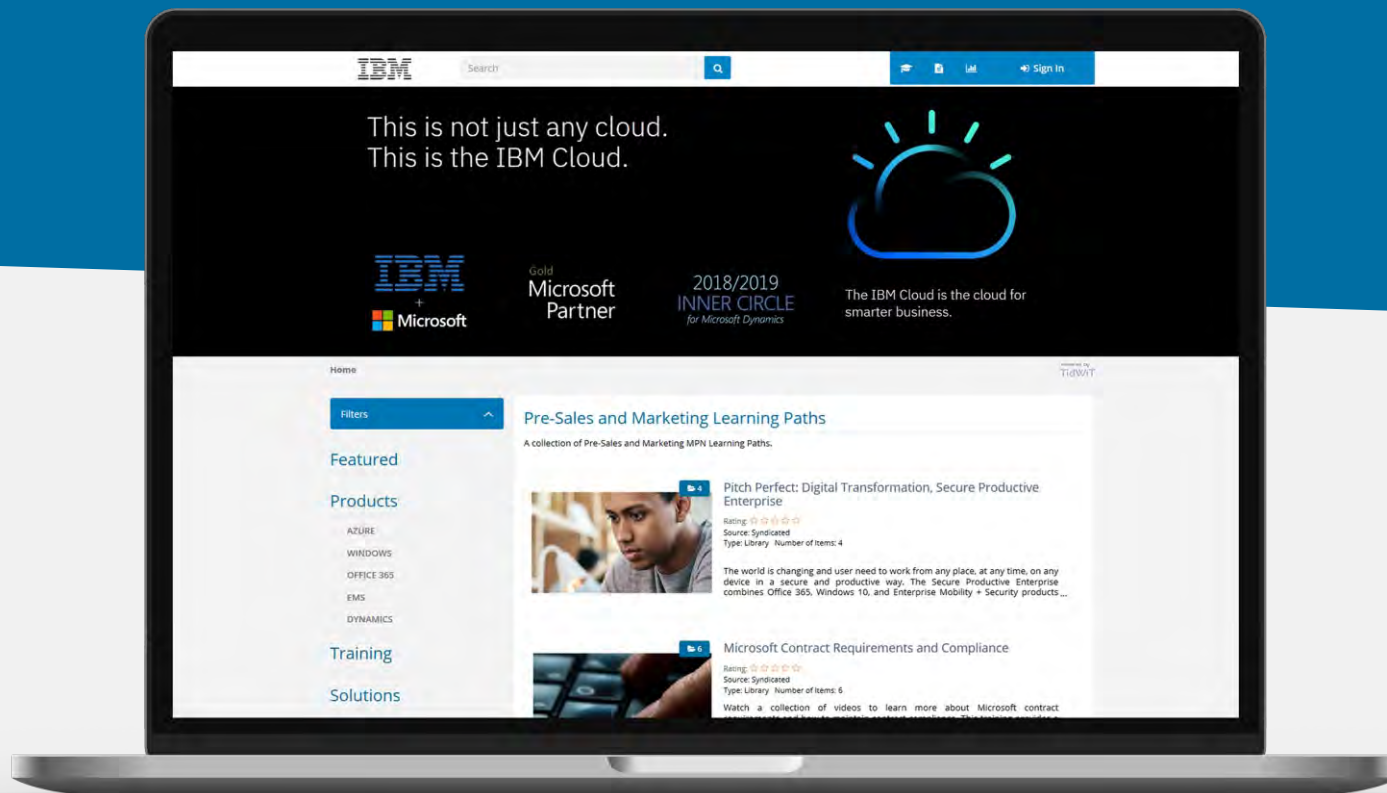 IBM
Search
Sign In
This is not just any cloud.
This is the IBM Cloud.
IBM
+
Microsoft
Gold
Microsoft
Partner
2018/2019
INNER CIRCLE
for Microsoft Dynamics
The IBM Cloud is the cloud for
smarter business.
Home
TidWiT
Filters
Featured
Products
AZURE
WINDOWS
OFFICE 365
EMS
DYNAMICS
Training
Solutions
Pre-Sales and Marketing Learning Paths
A collection of Pre-Sales and Marketing MPN Learning Paths.
4
Pitch Perfect: Digital Transformation, Secure Productive
Enterprise
Rating:
Source: Syndicated
Type: Library Number of Items: 4
The world is changing and user need to work from any place, at any time, on any
device in a secure and productive way. The Secure Productive Enterprise
combines Office 365, Windows 10, and Enterprise Mobility + Security products ...
6
Microsoft Contract Requirements and Compliance
Rating:
Source: Syndicated
Type: Library Number of Items: 6
Watch a collection of videos to learn more about Microsoft contract